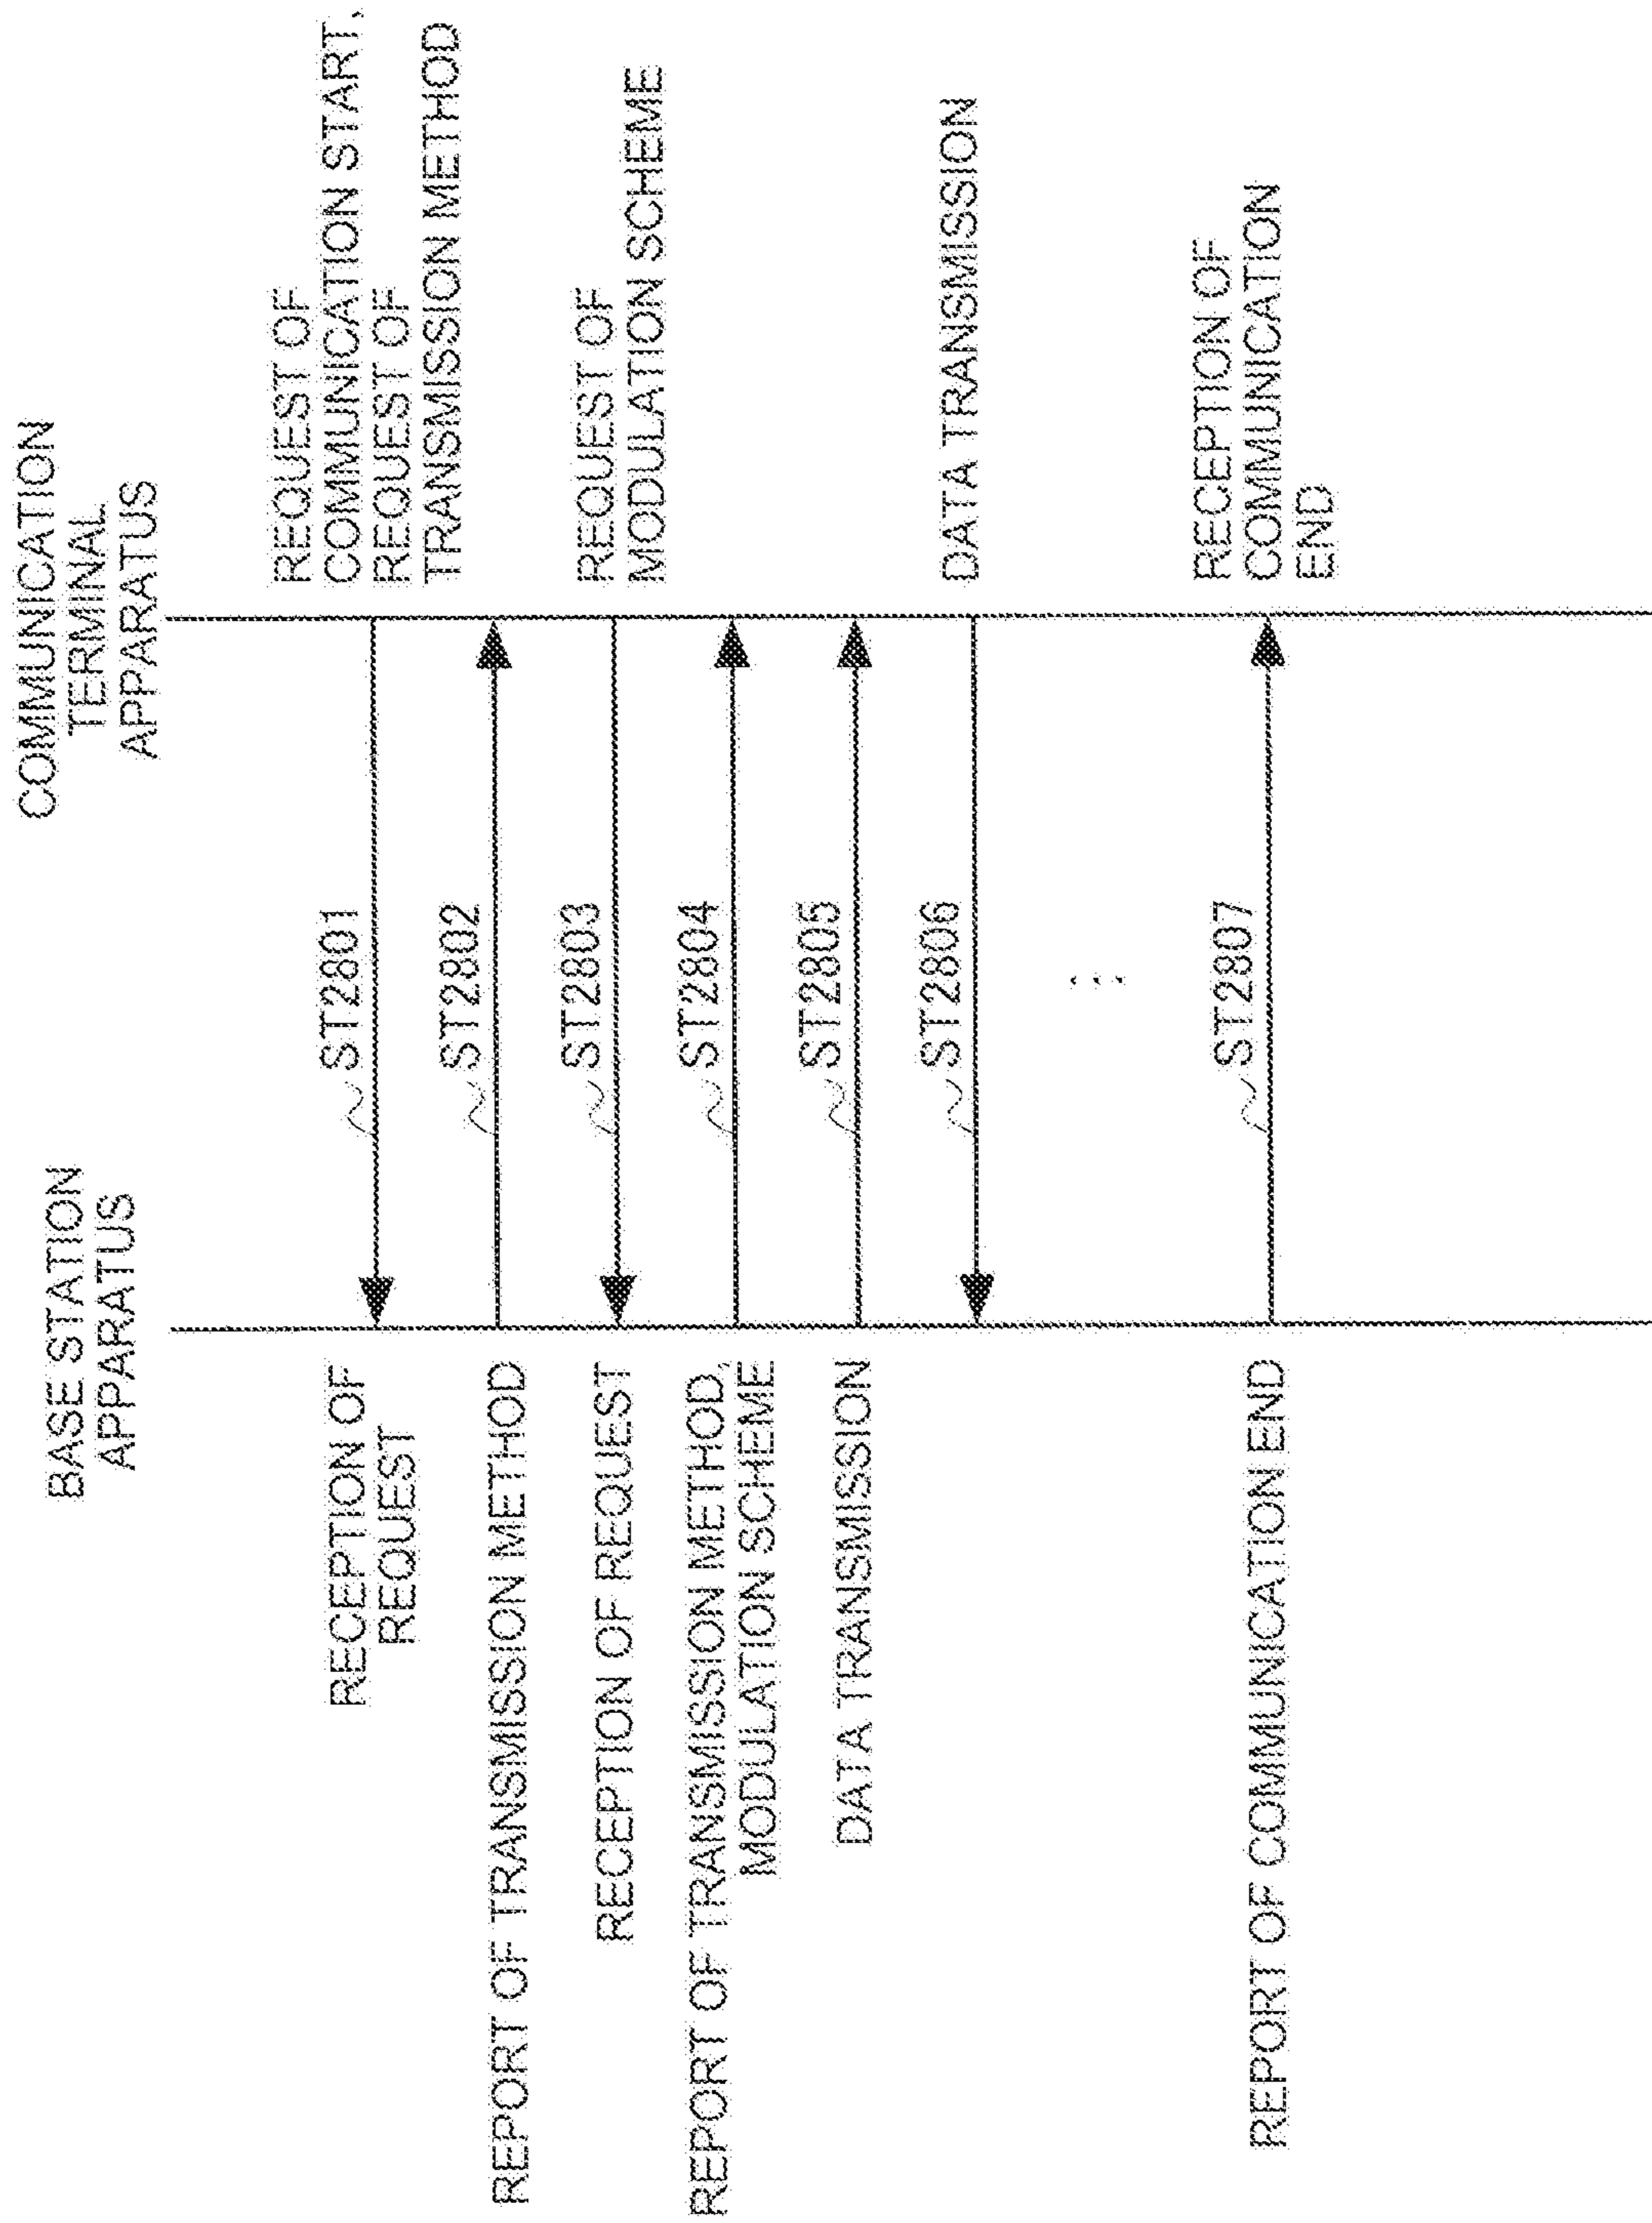 BASE STATION
APPARATUS
COMMUNICATION
TERMINAL
APPARATUS
RECEPTION OF
REQUEST
ST2801
REQUEST OF
COMMUNICATION START,
REQUEST OF
TRANSMISSION METHOD
REPORT OF TRANSMISSION METHOD
ST2802
RECEPTION OF REQUEST
ST2803
REQUEST OF
MODULATION SCHEME
REPORT OF TRANSMISSION METHOD,
MODULATION SCHEME
ST2804
DATA TRANSMISSION
ST2805
ST2806
DATA TRANSMISSION
...
REPORT OF COMMUNICATION END
ST2807
RECEPTION OF
COMMUNICATION
END